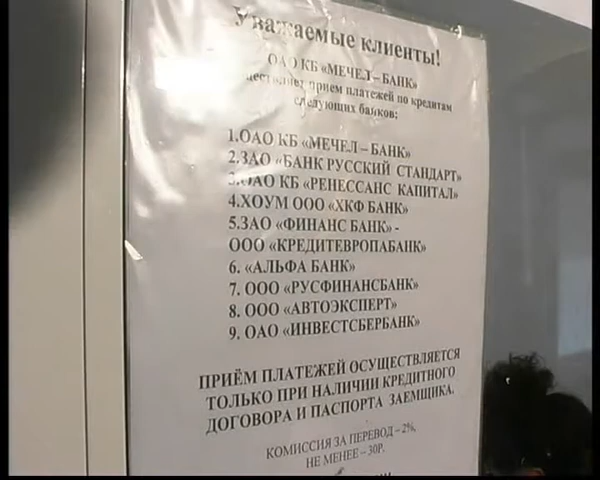 Уважаемые клиенты!
ОАО КБ «МЕЧЕЛ – БАНК»
прием платежей по кредитам
следующих банков:
1.ОАО КБ «МЕЧЕЛ – БАНК»
2.ЗАО «БАНК РУССКИЙ СТАНДАРТ»
3.ОАО КБ «РЕНЕССАНС КАПИТАЛ»
4.ХОУМ ООО «ХКФ БАНК»
5.ЗАО «ФИНАНС БАНК» -
ООО «КРЕДИТЕВРОПАБАНК»
6. «АЛЬФА БАНК»
7. ООО «РУСФИНАНСБАНК»
8. ООО «АВТОЭКСПЕРТ»
9. ОАО «ИНВЕСТСБЕРБАНК»
ПРИЁМ ПЛАТЕЖЕЙ ОСУЩЕСТВЛЯЕТСЯ
ТОЛЬКО ПРИ НАЛИЧИИ КРЕДИТНОГО
ДОГОВОРА И ПАСПОРТА ЗАЕМЩИКА.
КОМИССИЯ ЗА ПЕРЕВОД – 2%,
НЕ МЕНЕЕ – 30Р.